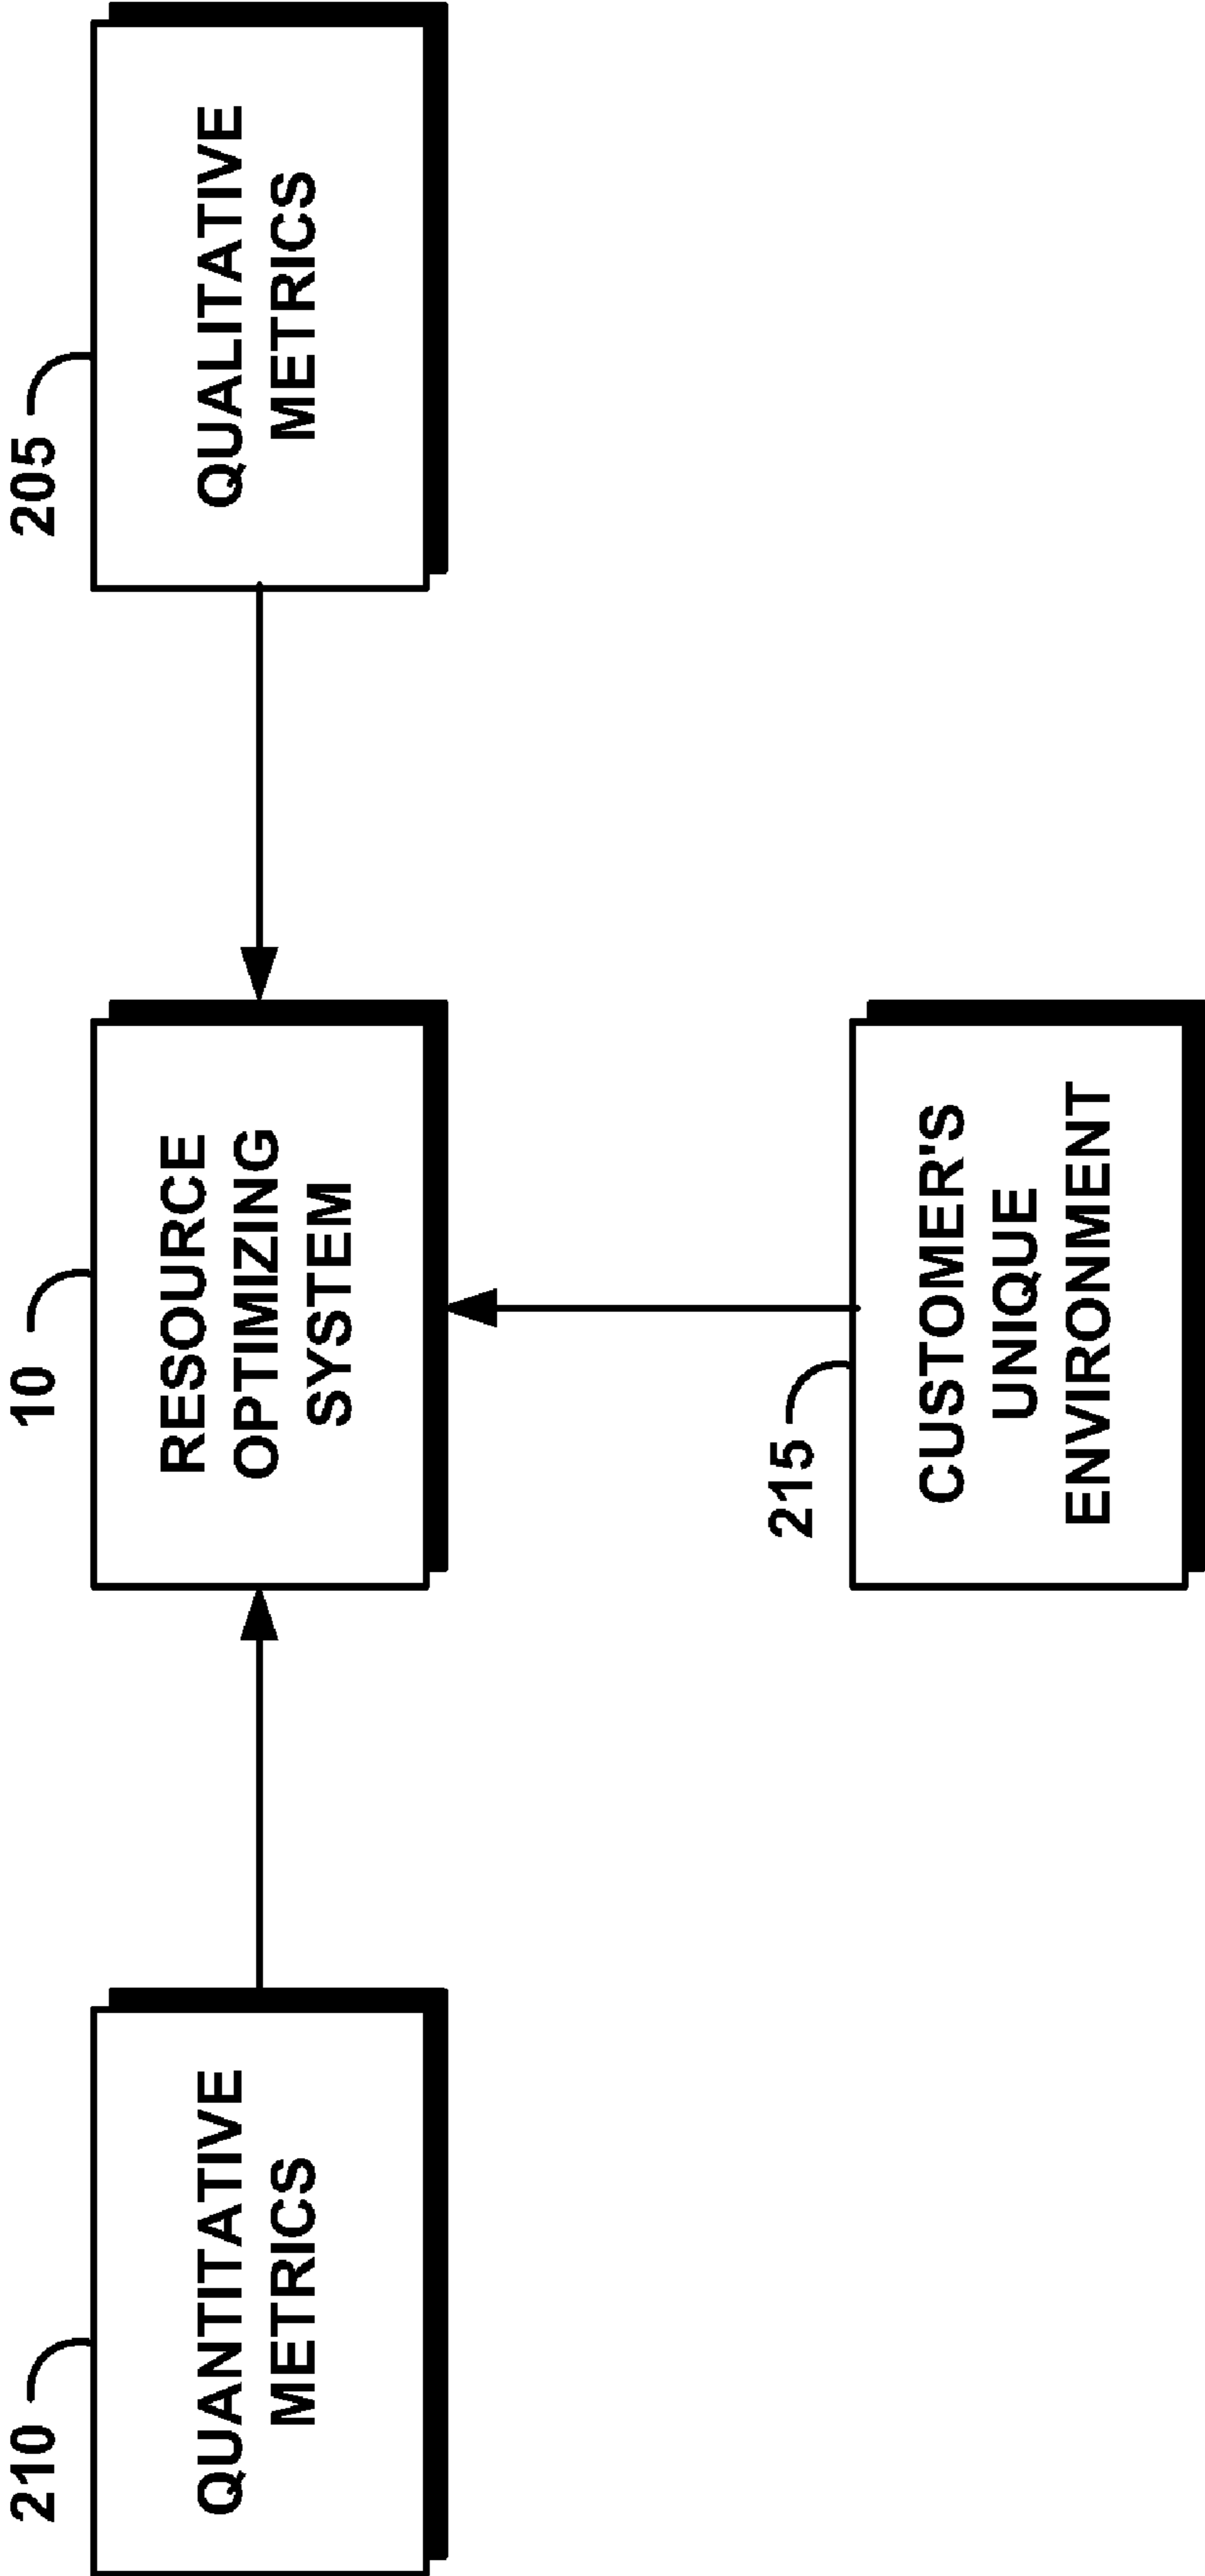 210
QUANTITATIVE
METRICS
10
RESOURCE
OPTIMIZING
SYSTEM
205
QUALITATIVE
METRICS
215
CUSTOMER'S
UNIQUE
ENVIRONMENT